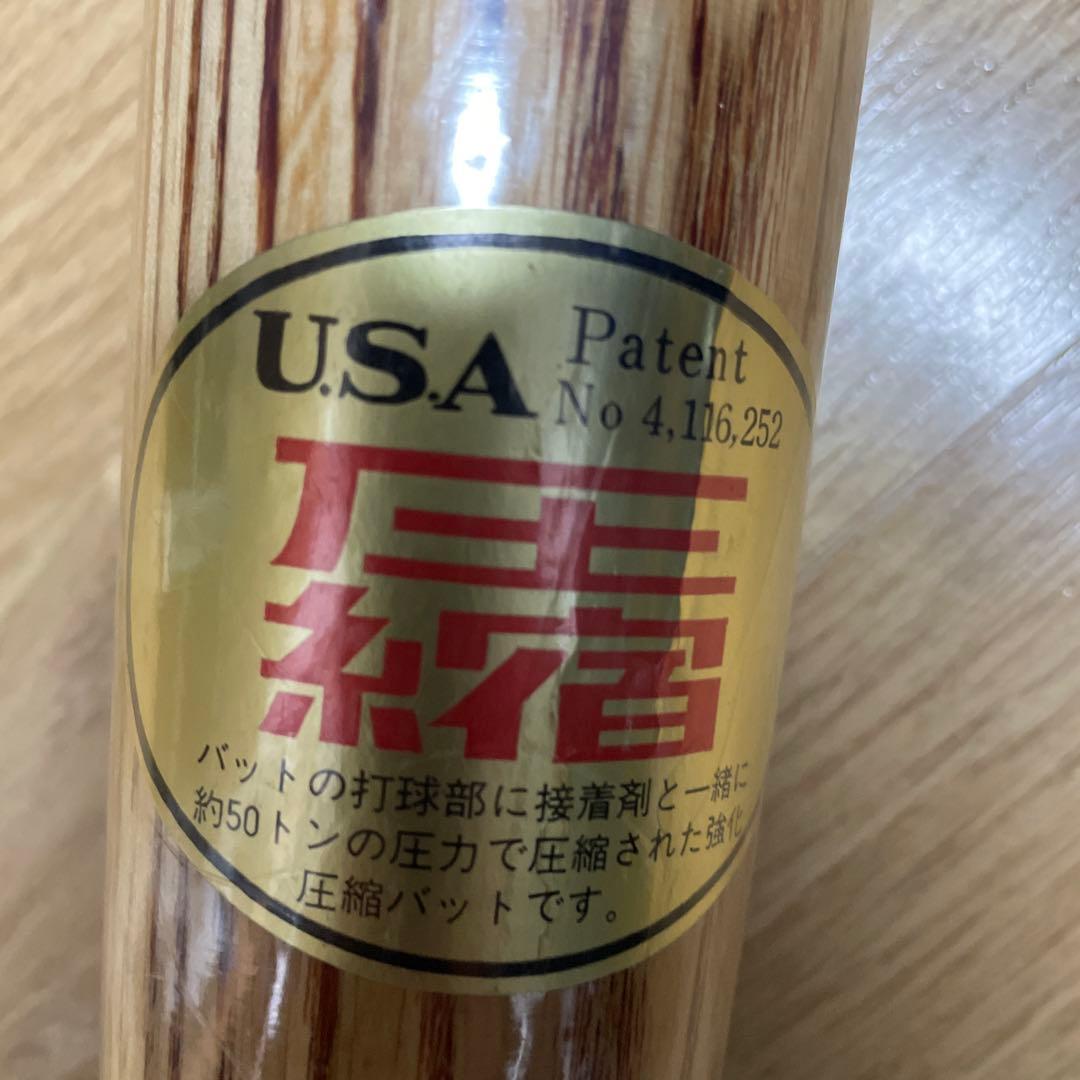 U.S.A
Patent
No 4,116,252
圧
縮
バットの打球部に接着剤と一緒に
約50トンの圧力で圧縮された強化
圧縮バットです。